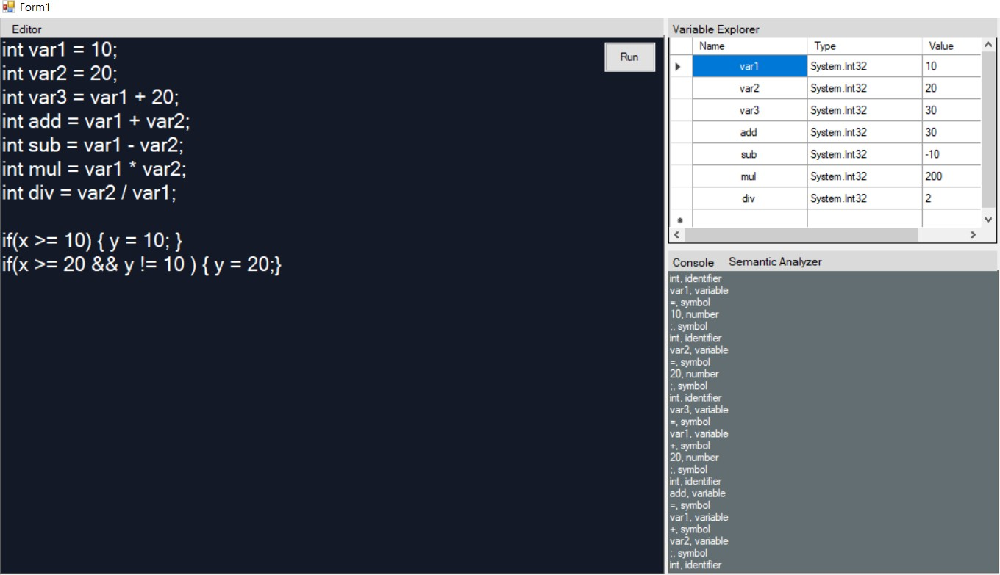 Form1
Editor
int var1 = 10;
int var2 = 20;
int var3 = var1 + 20;
int add = var1 + var2;
int sub = var1 - var2;
int mul = var1 * var2;
int div = var2 / var1;
if(x >= 10) { y = 10; }
if(x >= 20 && y != 10 ) { y = 20;}
Run
Variable Explorer
Name Type Value
var1 System.Int32 10
var2 System.Int32 20
var3 System.Int32 30
add System.Int32 30
sub System.Int32 -10
mul System.Int32 200
div System.Int32 2
Console Semantic Analyzer
int, identifier
var1, variable
=, symbol
10, number
;, symbol
int, identifier
var2, variable
=, symbol
20, number
;, symbol
int, identifier
var3, variable
=, symbol
var1, variable
+, symbol
20, number
;, symbol
int, identifier
add, variable
=, symbol
var1, variable
+, symbol
var2, variable
;, symbol
int, identifier